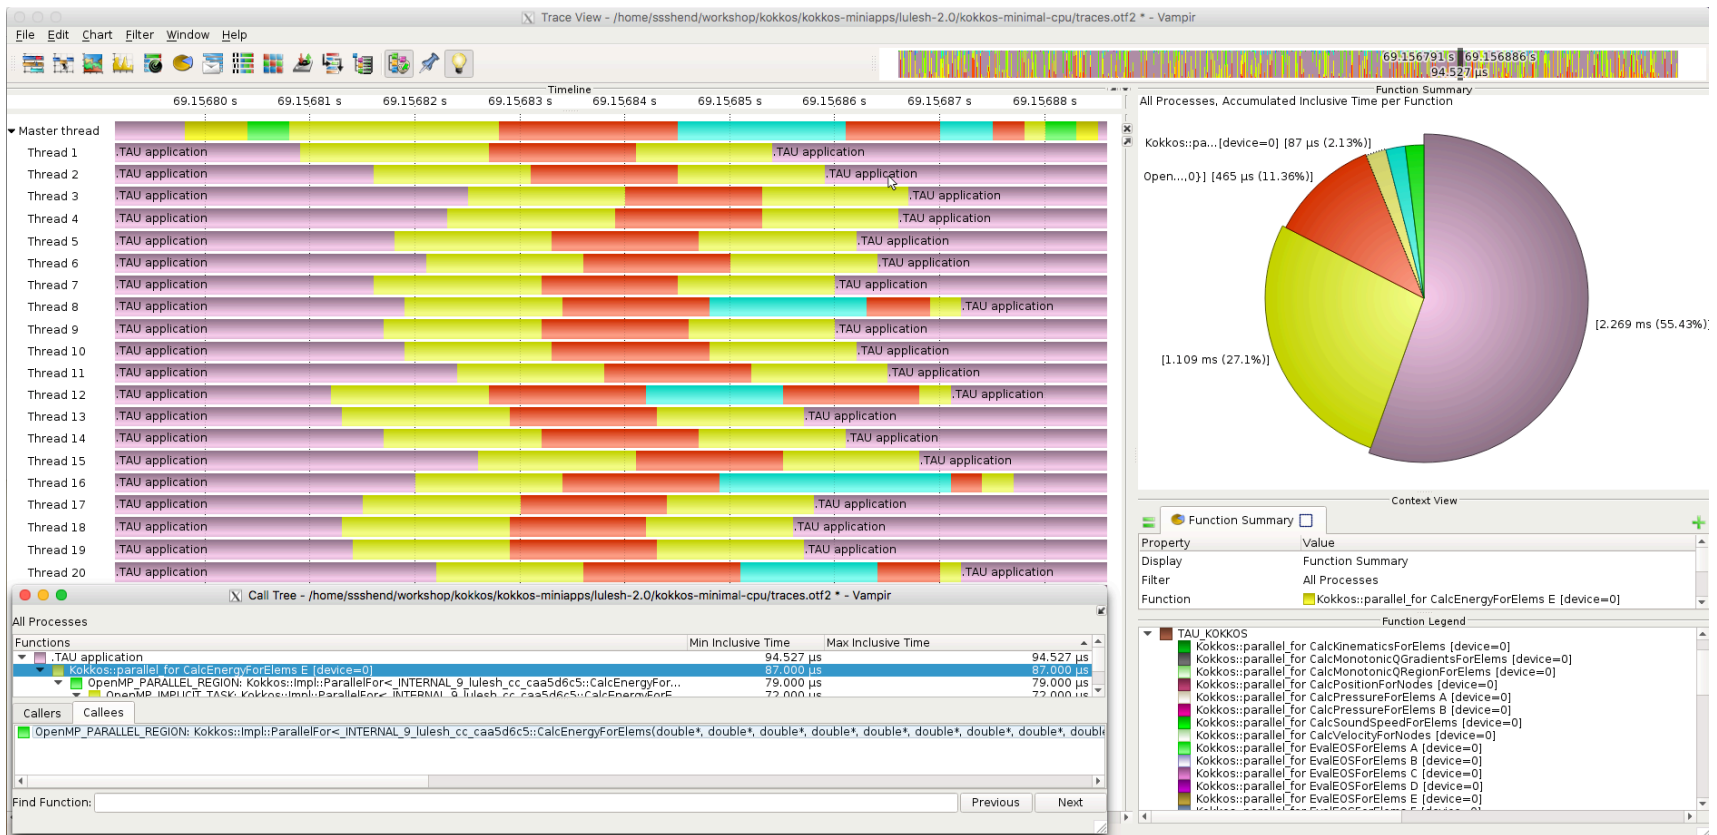 Trace View - /home/ssshend/workshop/kokkos/kokkos-miniapps/lulesh-2.0/kokkos-minimal-cpu/traces.otf2 * - Vampir
File Edit Chart Filter Window Help
69.156791 s 69.156886 s
94.527 µs
Timeline
69.15680 s 69.15681 s 69.15682 s 69.15683 s 69.15684 s 69.15685 s 69.15686 s 69.15687 s 69.15688 s
Master thread
Thread 1 .TAU application .TAU application
Thread 2 .TAU application .TAU application
Thread 3 .TAU application .TAU application
Thread 4 .TAU application .TAU application
Thread 5 .TAU application .TAU application
Thread 6 .TAU application .TAU application
Thread 7 .TAU application .TAU application
Thread 8 .TAU application .TAU application
Thread 9 .TAU application .TAU application
Thread 10 .TAU application .TAU application
Thread 11 .TAU application .TAU application
Thread 12 .TAU application .TAU application
Thread 13 .TAU application .TAU application
Thread 14 .TAU application .TAU application
Thread 15 .TAU application .TAU application
Thread 16 .TAU application
Thread 17 .TAU application .TAU application
Thread 18 .TAU application .TAU application
Thread 19 .TAU application .TAU application
Thread 20 .TAU application .TAU application
Function Summary
All Processes, Accumulated Inclusive Time per Function
Kokkos::pa...[device=0] [87 µs (2.13%)]
Open...,0}] [465 µs (11.36%)]
[2.269 ms (55.43%)]
[1.109 ms (27.1%)]
Context View
Function Summary
Property Value
Display Function Summary
Filter All Processes
Function Kokkos::parallel_for CalcEnergyForElems E [device=0]
Function Legend
TAU_KOKKOS
Kokkos::parallel_for CalcKinematicsForElems [device=0]
Kokkos::parallel_for CalcMonotonicQGradientsForElems [device=0]
Kokkos::parallel_for CalcMonotonicQRegionForElems [device=0]
Kokkos::parallel_for CalcPositionForNodes [device=0]
Kokkos::parallel_for CalcPressureForElems A [device=0]
Kokkos::parallel_for CalcPressureForElems B [device=0]
Kokkos::parallel_for CalcSoundSpeedForElems [device=0]
Kokkos::parallel_for CalcVelocityForNodes [device=0]
Kokkos::parallel_for EvalEOSForElems A [device=0]
Kokkos::parallel_for EvalEOSForElems B [device=0]
Kokkos::parallel_for EvalEOSForElems C [device=0]
Kokkos::parallel_for EvalEOSForElems D [device=0]
Kokkos::parallel_for EvalEOSForElems E [device=0]
Call Tree - /home/ssshend/workshop/kokkos/kokkos-miniapps/lulesh-2.0/kokkos-minimal-cpu/traces.otf2 * - Vampir
All Processes
Functions Min Inclusive Time Max Inclusive Time
.TAU application 94.527 µs 94.527 µs
Kokkos::parallel_for CalcEnergyForElems E [device=0] 87.000 µs 87.000 µs
OpenMP_PARALLEL_REGION: Kokkos::Impl::ParallelFor<_INTERNAL_9_lulesh_cc_caa5d6c5::CalcEnergyFor... 79.000 µs 79.000 µs
OpenMP_IMPLICIT_TASK: Kokkos::Impl::ParallelFor<_INTERNAL_9_lulesh_cc_caa5d6c5::CalcEnergyForE... 72.000 µs 72.000 µs
Callers Callees
OpenMP_PARALLEL_REGION: Kokkos::Impl::ParallelFor<_INTERNAL_9_lulesh_cc_caa5d6c5::CalcEnergyForElems(double*, double*, double*, double*, double*, double*, double*, double*, doubl
Find Function: Previous Next